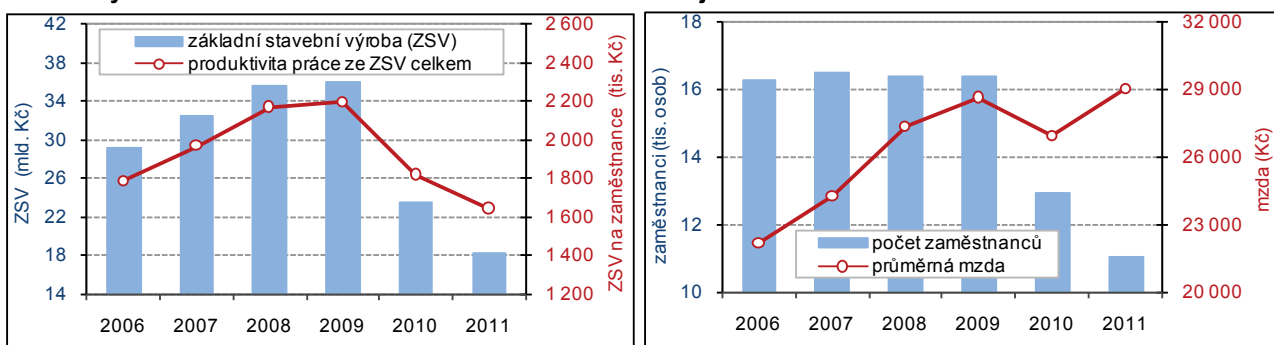 42
38
34
30
26
22
18
14
ZSV (mld. Kč)
základní stavební výroba (ZSV)
produktivita práce ze ZSV celkem
2 600
2 400
2 200
2 000
1 800
1 600
1 400
1 200
ZSV na zaměstnance (tis. Kč)
2006 2007 2008 2009 2010 2011
18
16
14
12
10
zaměstnanci (tis. osob)
počet zaměstnanců
průměrná mzda
32 000
29 000
26 000
23 000
20 000
mzda (Kč)
2006 2007 2008 2009 2010 2011